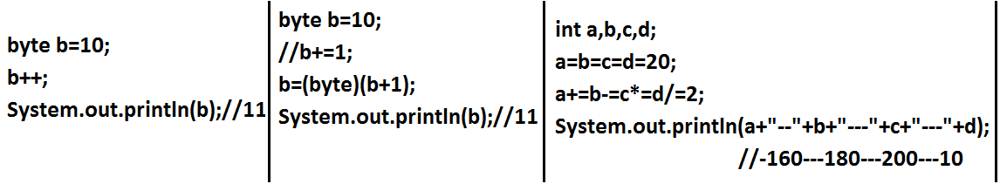 byte b=10;
b++;
System.out.println(b);//11
byte b=10;
//b+=1;
b=(byte)(b+1);
System.out.println(b);//11
int a,b,c,d;
a=b=c=d=20;
a+=b-=c*=d/=2;
System.out.println(a+"--"+b+"---"+c+"---"+d);
//-160---180---200---10